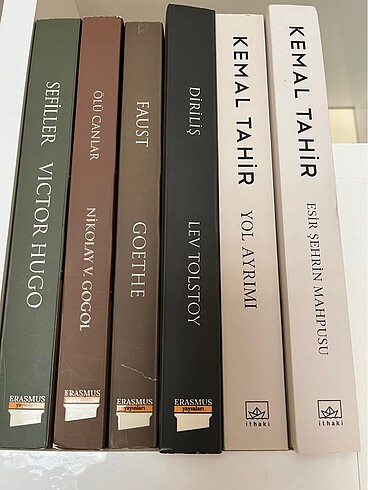 SEFİLLER VICTOR HUGO
ERASMUS
yayınları
ÖLÜ CANLAR NİKOLAY V. GOGOL
ERASMUS
yayınları
FAUST GOETHE
ERASMUS
yayınları
DİRİLİŞ LEV TOLSTOY
ERASMUS
yayınları
KEMAL TAHİR
YOL AYRIMI
ithaki
KEMAL TAHİR
ESİR ŞEHRİN MAHPUSU
ithaki